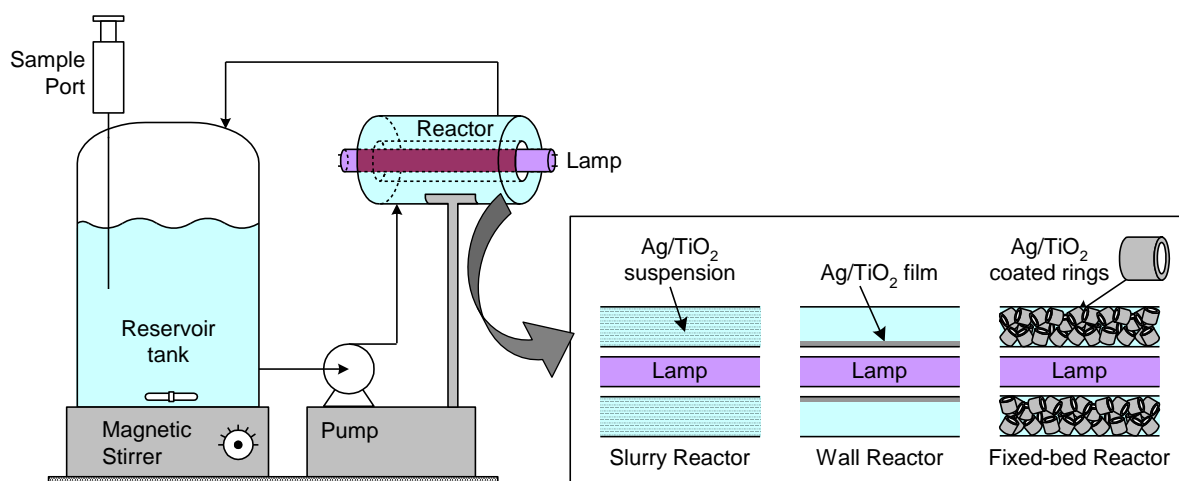 Sample
Port
Reactor
Lamp
Reservoir
tank
Magnetic
Stirrer
Pump
Ag/TiO₂
suspension
Ag/TiO₂ film
Ag/TiO₂
coated rings
Lamp
Lamp
Lamp
Slurry Reactor
Wall Reactor
Fixed-bed Reactor